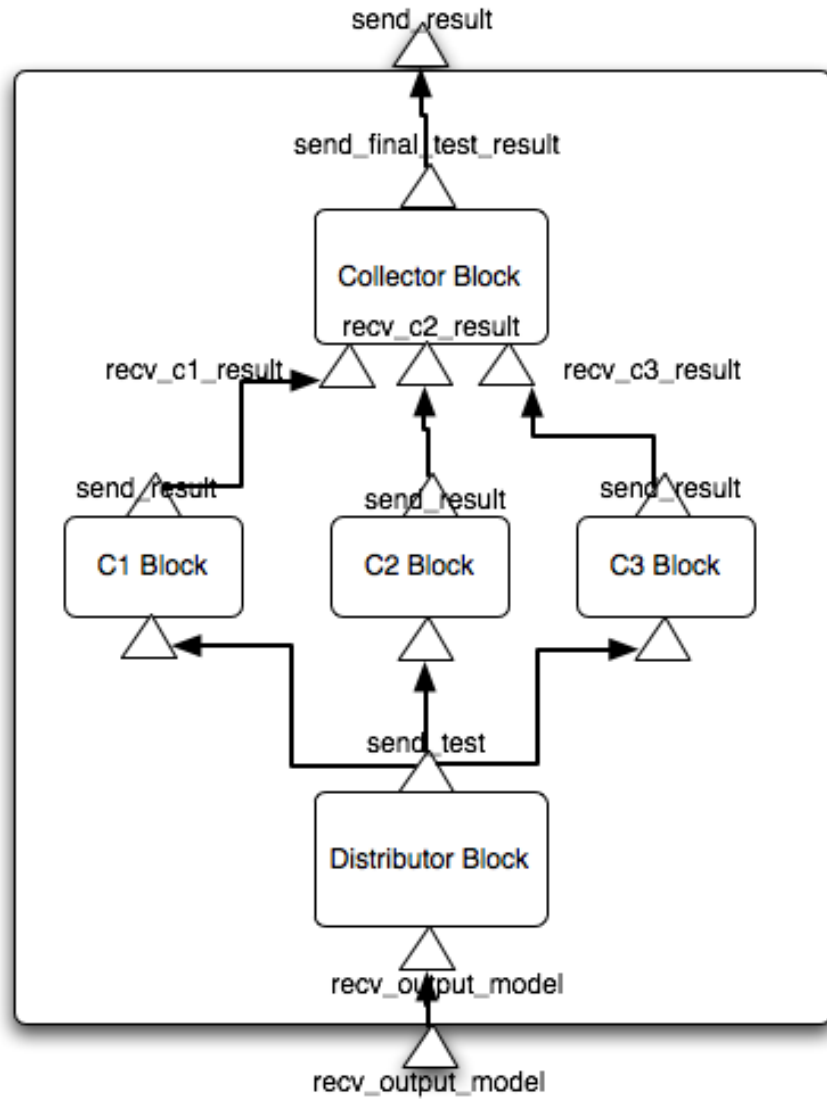 send_result
send_final_test_result
Collector Block
recv_c2_result
recv_c1_result
recv_c3_result
send_result
send_result
send_result
C1 Block
C2 Block
C3 Block
send_test
Distributor Block
recv_output_model
recv_output_model